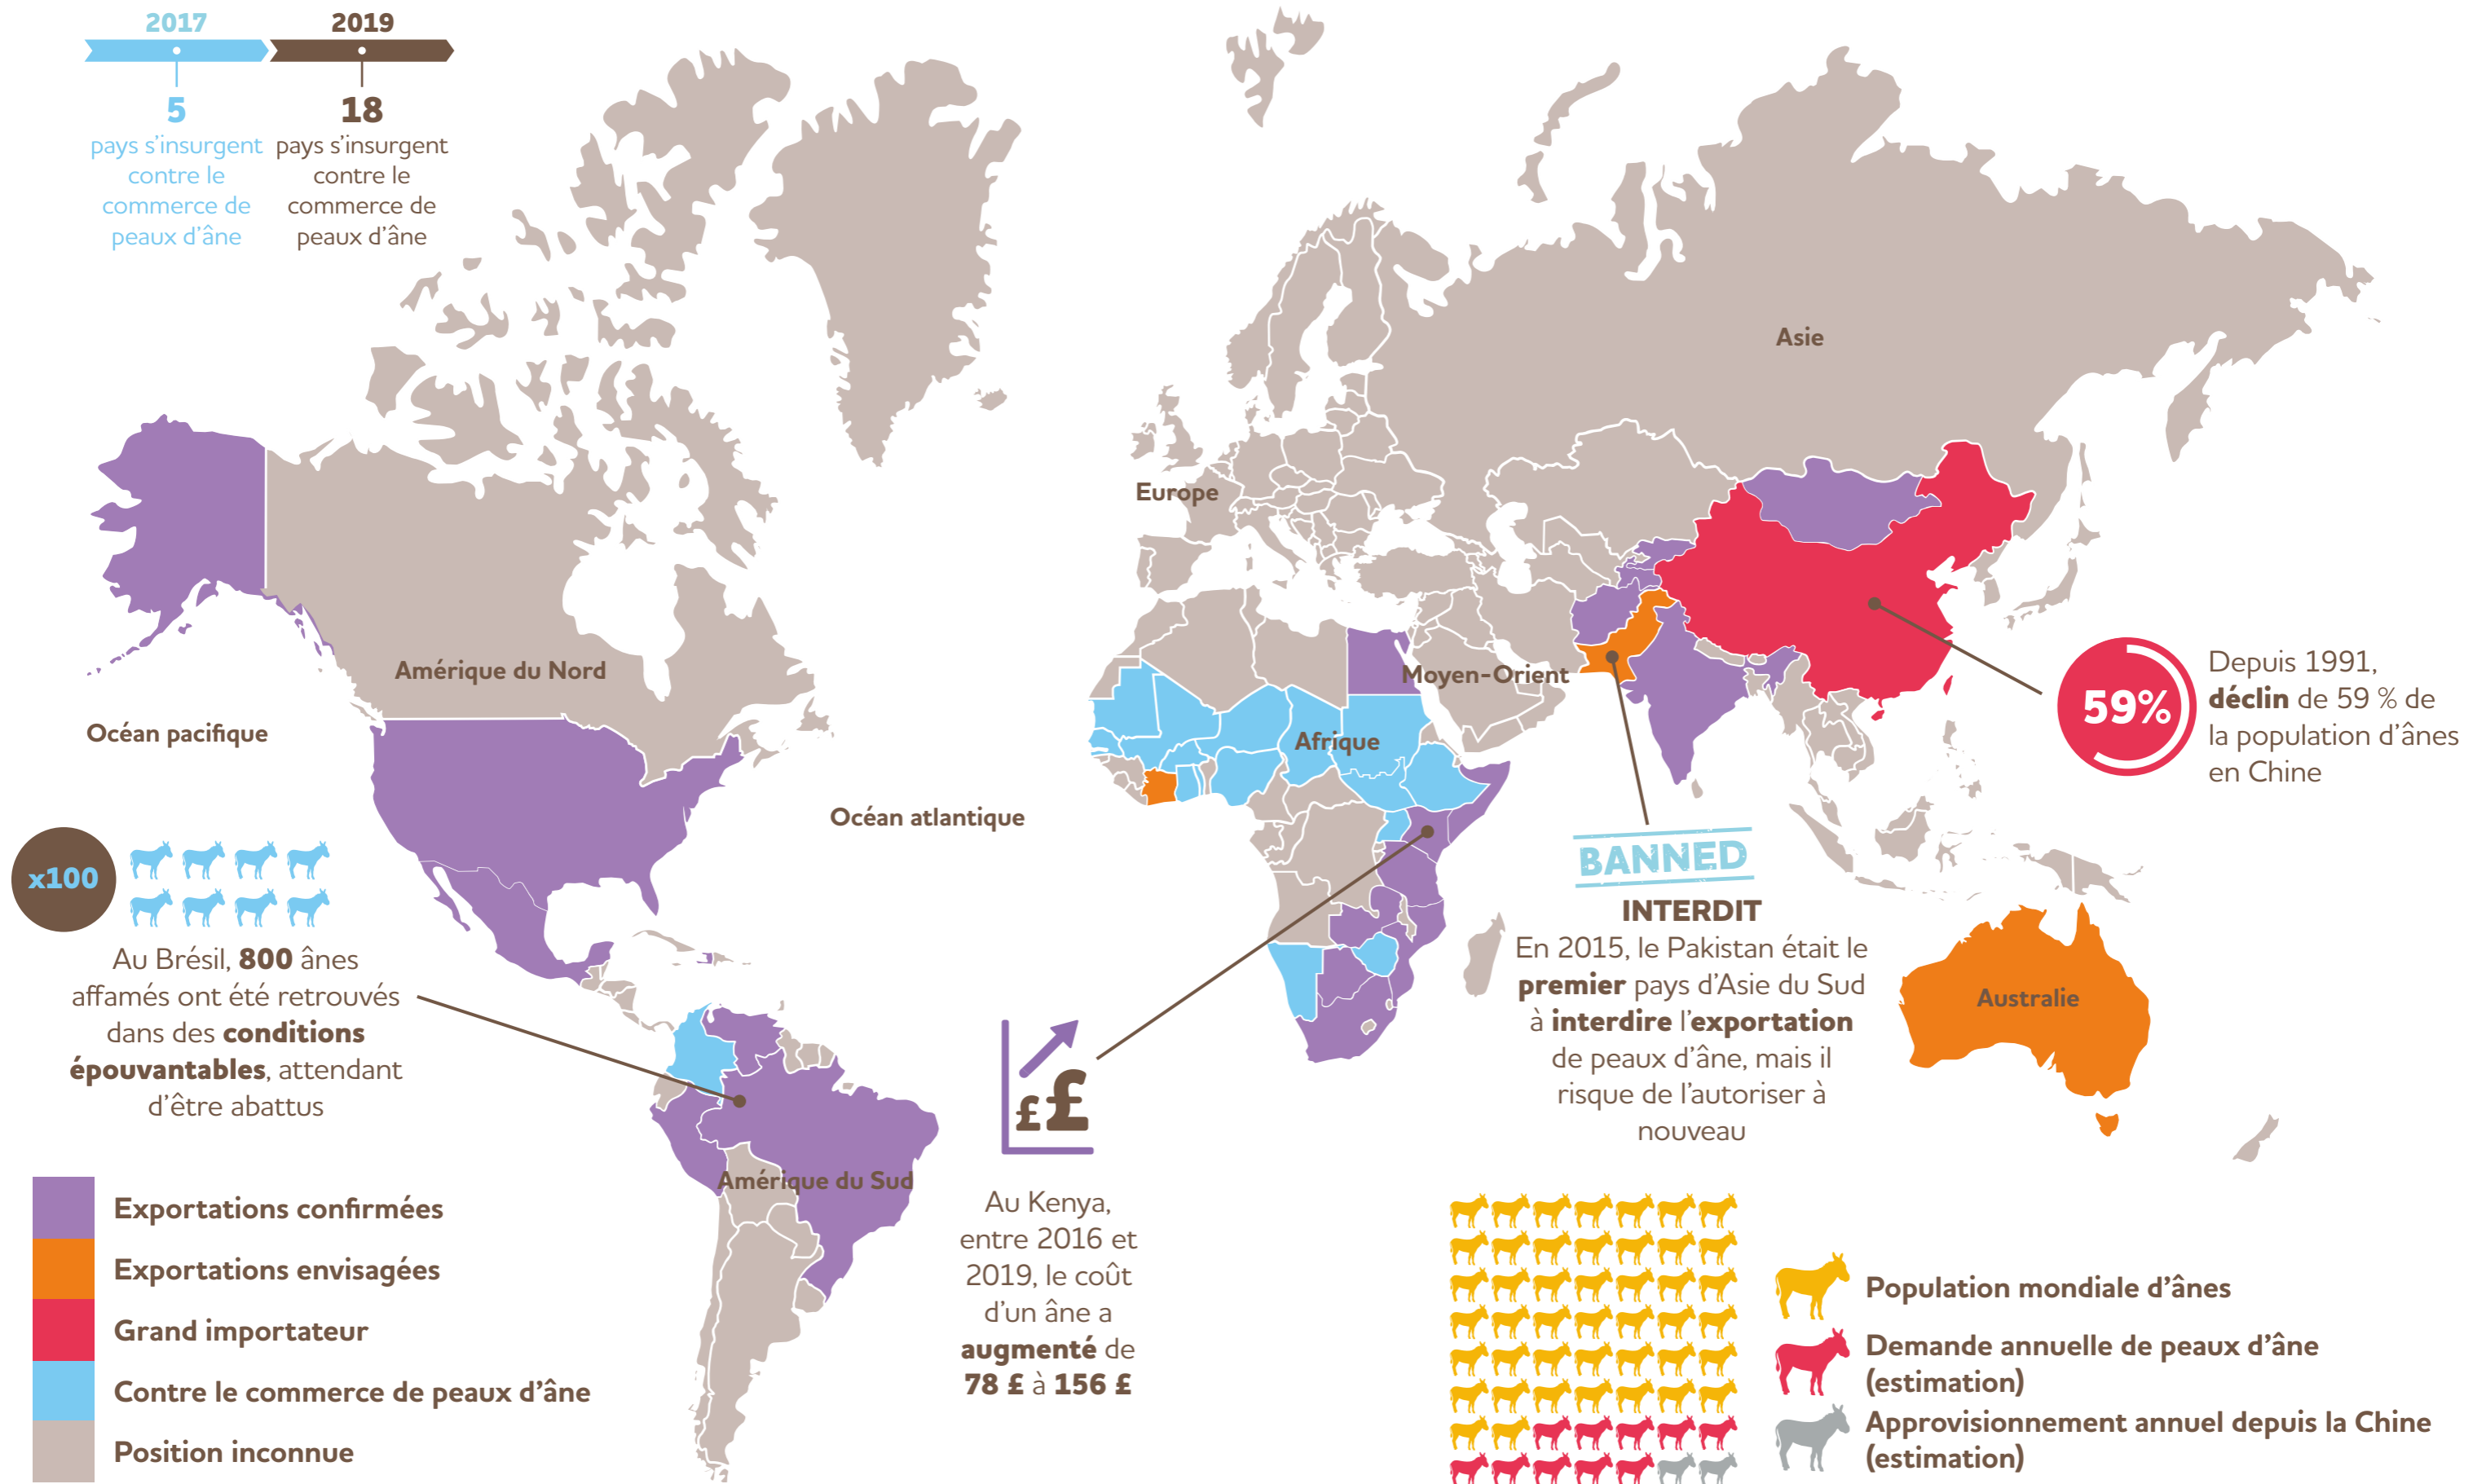 2017
5
pays s'insurgent
contre le
commerce de
peaux d'âne
2019
18
pays s'insurgent
contre le
commerce de
peaux d'âne
Asie
Europe
Amérique du Nord
Moyen-Orient
Océan pacifique
Afrique
Océan atlantique
Australie
Amérique du Sud
59%
Depuis 1991,
déclin de 59 % de
la population d'ânes
en Chine
x100
Au Brésil, 800 ânes
affamés ont été retrouvés
dans des conditions
épouvantables, attendant
d'être abattus
BANNED
INTERDIT
En 2015, le Pakistan était le
premier pays d'Asie du Sud
à interdire l'exportation
de peaux d'âne, mais il
risque de l'autoriser à
nouveau
£ £
Au Kenya,
entre 2016 et
2019, le coût
d'un âne a
augmenté de
78 £ à 156 £
Exportations confirmées
Exportations envisagées
Grand importateur
Contre le commerce de peaux d'âne
Position inconnue
Population mondiale d'ânes
Demande annuelle de peaux d'âne
(estimation)
Approvisionnement annuel depuis la Chine
(estimation)